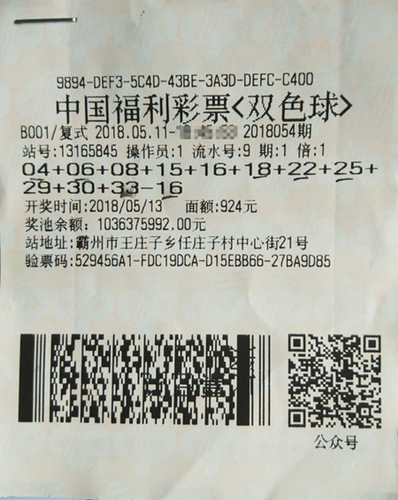 9894-DEF3-5C4D-43BE-3A3D-DEFC-C400
中国福利彩票<双色球>
B001/复式 2018.05.11- 2018054期
站号:13165845 操作员:1 流水号:9 期:1 倍:1
04+06+08+15+16+18+22+25+
29+30+33-16
开奖时间:2018/05/13 面额:924元
奖池余额: 1036375992.00元
站地址:霸州市王庄子乡任庄子村中心街21号
验票码:529456A1-FDC19DCA-D15EBB66-27BA9D85
公众号